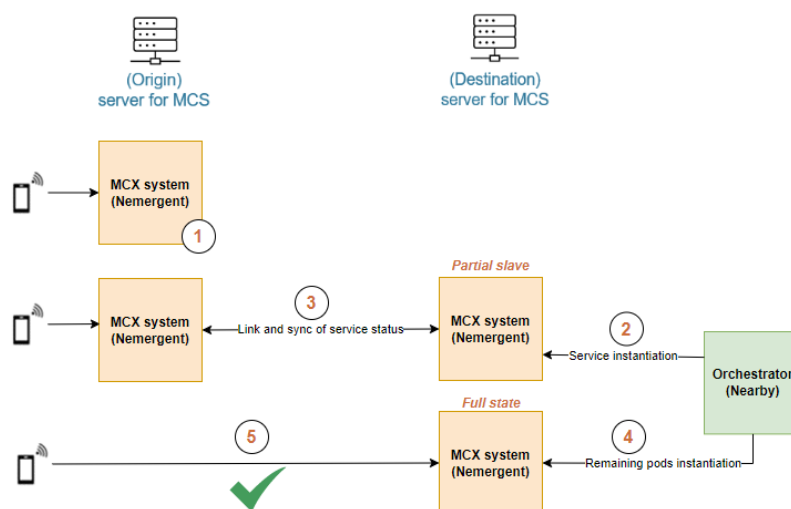 (Origin)
server for MCS
(Destination)
server for MCS
MCX system
(Nemergent)
1
Partial slave
MCX system
(Nemergent)
3
Link and sync of service status
MCX system
(Nemergent)
2
Service instantiation
Orchestrator
(Nearby)
Full state
5
MCX system
(Nemergent)
4
Remaining pods instantiation